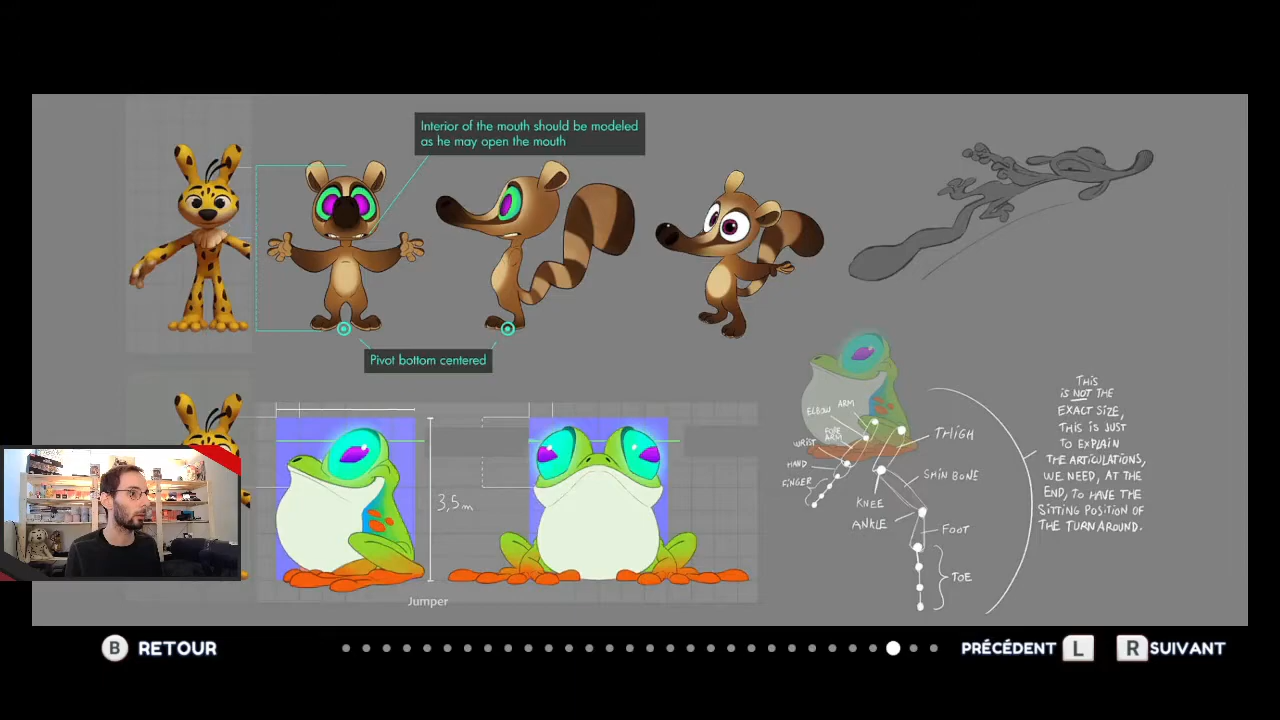 Interior of the mouth should be modeled
as he may open the mouth
Pivot bottom centered
3,5m
Jumper
ELBOW
ARM
FORE
ARM
WRIST
HAND
FINGER
THIGH
SHIN BONE
KNEE
ANKLE
FOOT
TOE
THIS
IS NOT THE
EXACT SIZE,
THIS IS JUST
TO EXPLAIN
THE ARTICULATIONS,
WE NEED, AT THE
END, TO HAVE THE
SITTING POSITION OF
THE TURNAROUND.
B RETOUR
PRÉCÉDENT L
R SUIVANT